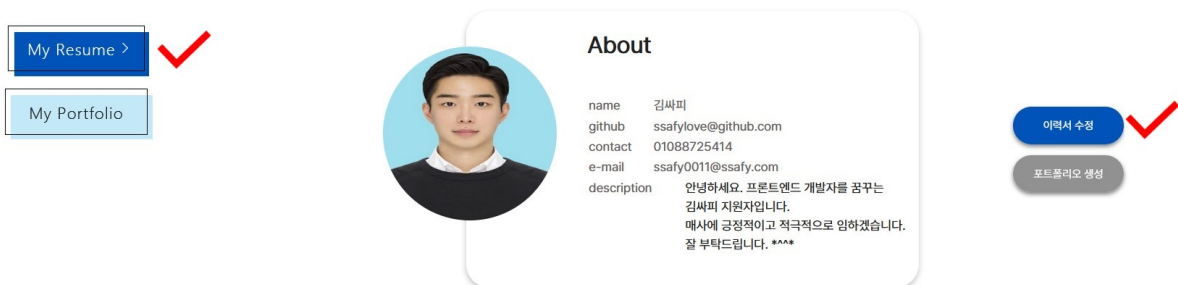 My Resume >
My Portfolio
About
name 김싸피
github ssafylove@github.com
contact 01088725414
e-mail ssafy0011@ssafy.com
description 안녕하세요. 프론트엔드 개발자를 꿈꾸는
김싸피 지원자입니다.
매사에 긍정적이고 적극적으로 임하겠습니다.
잘 부탁드립니다. *^^*
이력서 수정
포트폴리오 생성